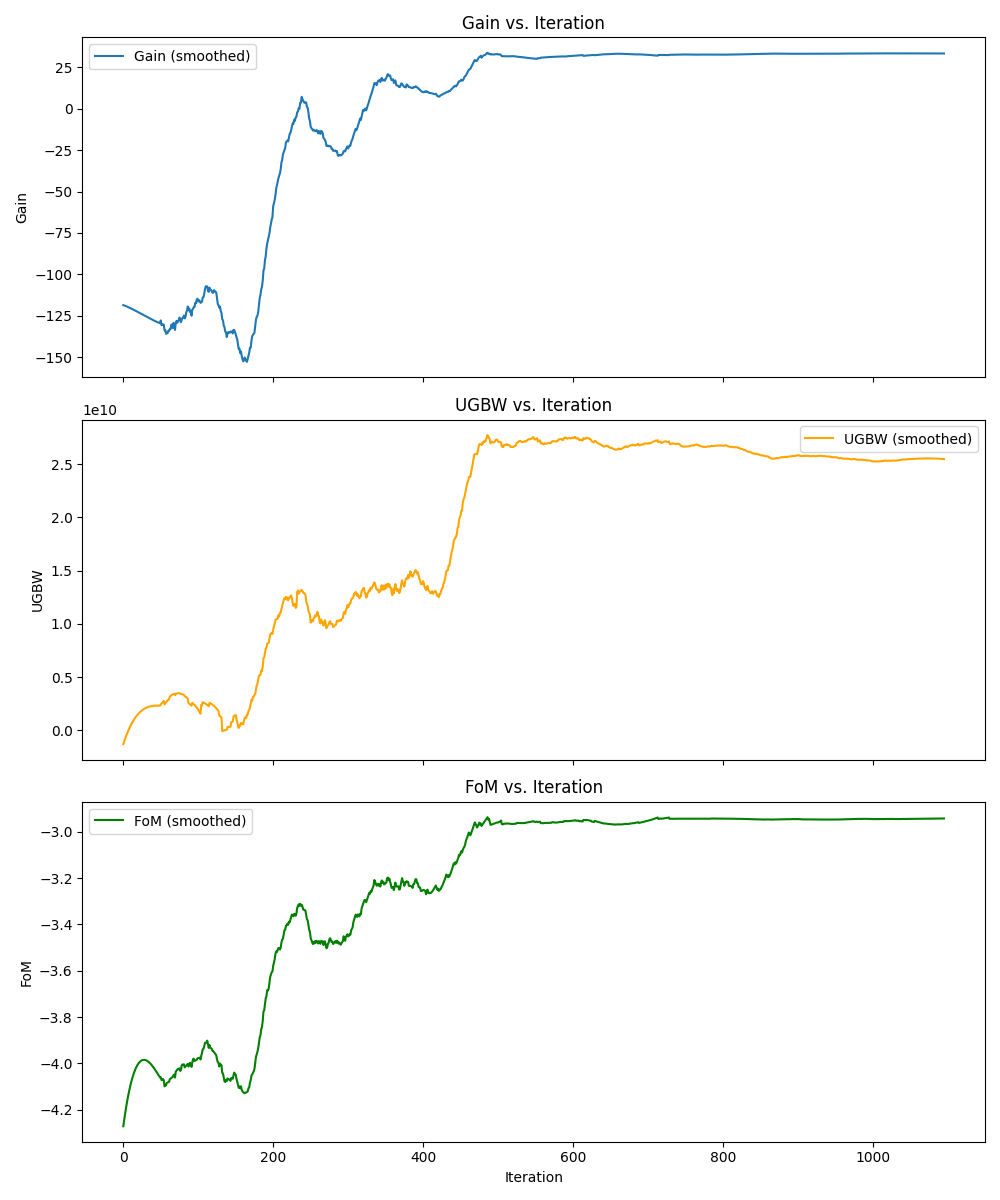 Gain vs. Iteration
Gain (smoothed)
25
0
−25
−50
−75
−100
−125
−150
Gain
UGBW vs. Iteration
1e10
UGBW (smoothed)
2.5
2.0
1.5
1.0
0.5
0.0
UGBW
FoM vs. Iteration
FoM (smoothed)
−3.0
−3.2
−3.4
−3.6
−3.8
−4.0
−4.2
FoM
0 200 400 600 800 1000
Iteration